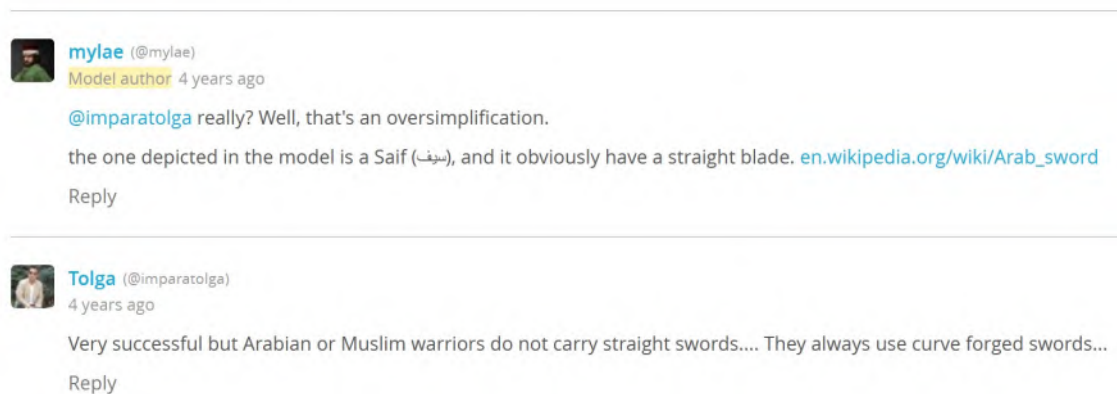 mylae (@mylae)
Model author 4 years ago
@imparatolga really? Well, that's an oversimplification.
the one depicted in the model is a Saif (سيف), and it obviously have a straight blade. en.wikipedia.org/wiki/Arab_sword
Reply
Tolga (@imparatolga)
4 years ago
Very successful but Arabian or Muslim warriors do not carry straight swords.... They always use curve forged swords...
Reply